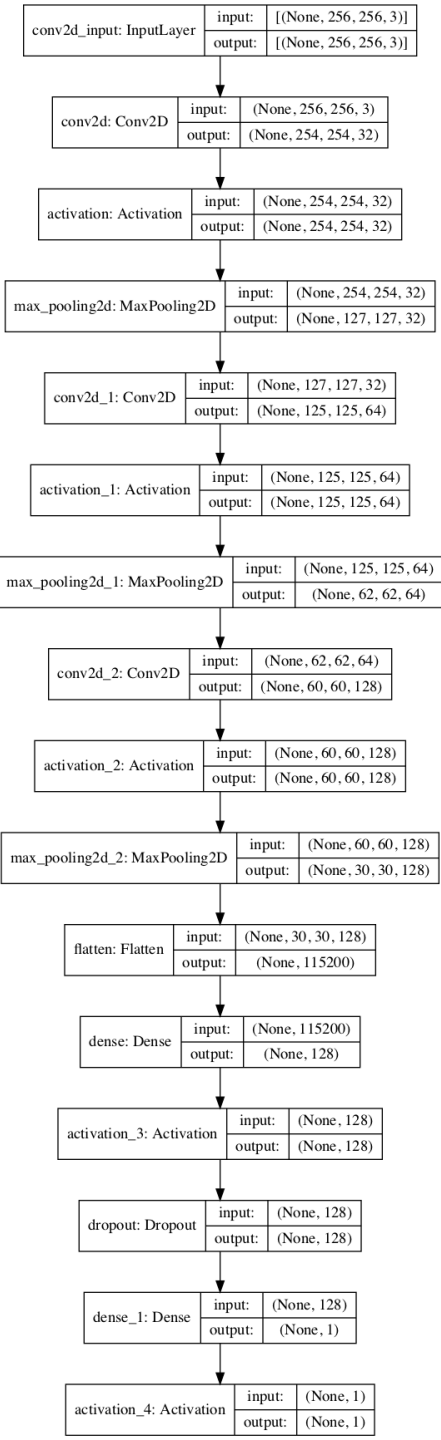 conv2d_input: InputLayer
input:
[(None, 256, 256, 3)]
output:
[(None, 256, 256, 3)]
conv2d: Conv2D
input:
(None, 256, 256, 3)
output:
(None, 254, 254, 32)
activation: Activation
input:
(None, 254, 254, 32)
output:
(None, 254, 254, 32)
max_pooling2d: MaxPooling2D
input:
(None, 254, 254, 32)
output:
(None, 127, 127, 32)
conv2d_1: Conv2D
input:
(None, 127, 127, 32)
output:
(None, 125, 125, 64)
activation_1: Activation
input:
(None, 125, 125, 64)
output:
(None, 125, 125, 64)
max_pooling2d_1: MaxPooling2D
input:
(None, 125, 125, 64)
output:
(None, 62, 62, 64)
conv2d_2: Conv2D
input:
(None, 62, 62, 64)
output:
(None, 60, 60, 128)
activation_2: Activation
input:
(None, 60, 60, 128)
output:
(None, 60, 60, 128)
max_pooling2d_2: MaxPooling2D
input:
(None, 60, 60, 128)
output:
(None, 30, 30, 128)
flatten: Flatten
input:
(None, 30, 30, 128)
output:
(None, 115200)
dense: Dense
input:
(None, 115200)
output:
(None, 128)
activation_3: Activation
input:
(None, 128)
output:
(None, 128)
dropout: Dropout
input:
(None, 128)
output:
(None, 128)
dense_1: Dense
input:
(None, 128)
output:
(None, 1)
activation_4: Activation
input:
(None, 1)
output:
(None, 1)